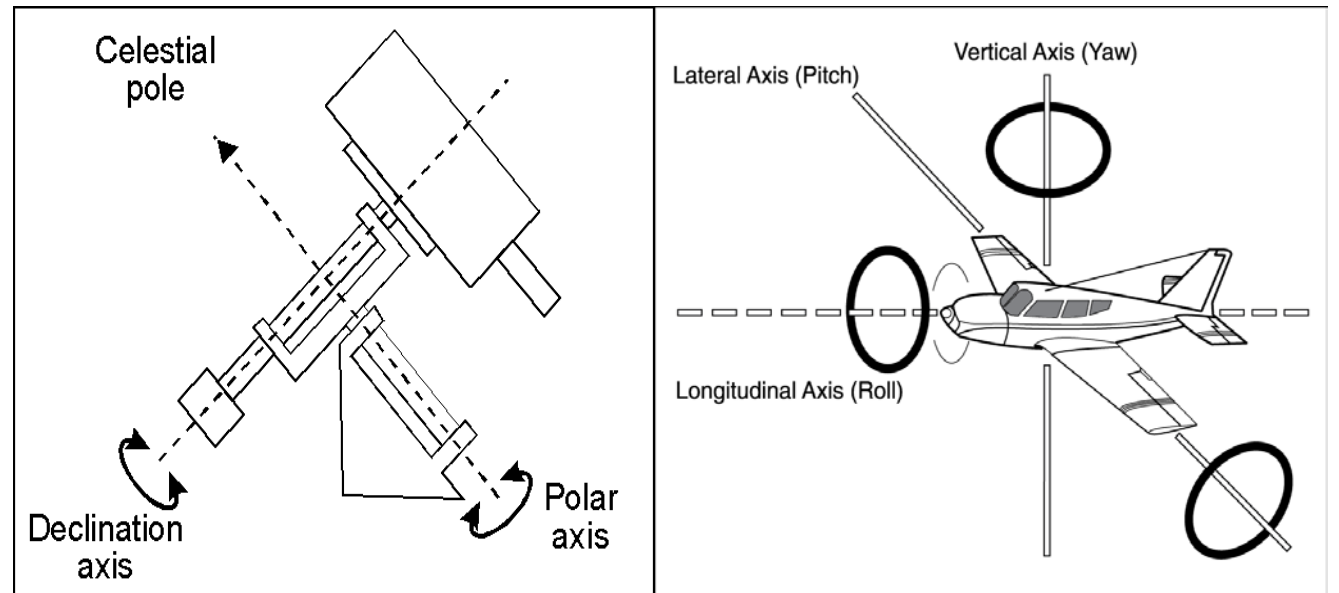 Celestial
pole
Declination
axis
Polar
axis
Vertical Axis (Yaw)
Lateral Axis (Pitch)
Longitudinal Axis (Roll)